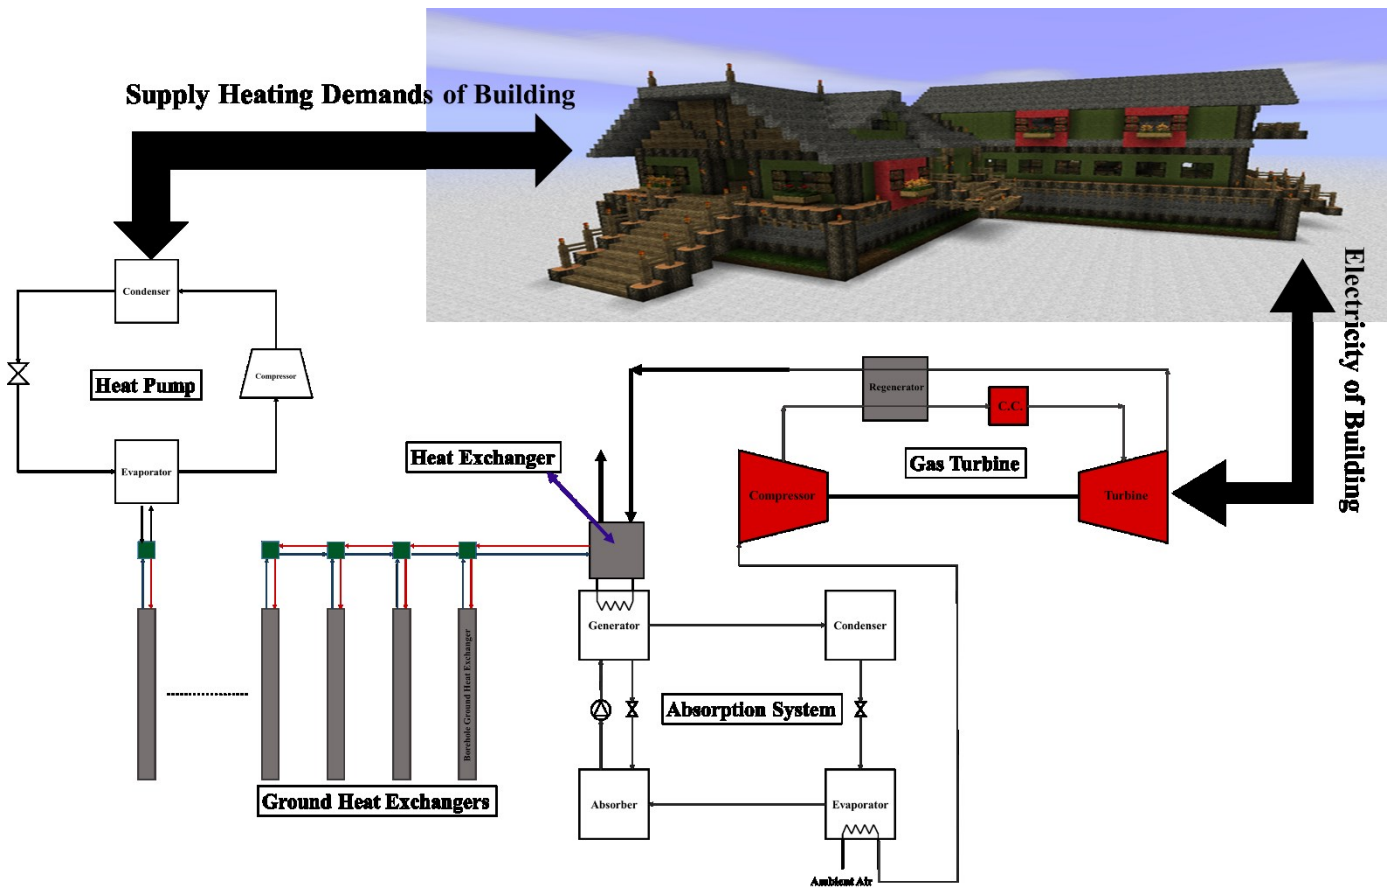 Supply Heating Demands of Building
Condenser
Heat Pump
Compressor
Evaporator
Electricity of Building
Regenerator
C.C.
Gas Turbine
Compressor
Turbine
Heat Exchanger
Generator
Condenser
Absorption System
Absorber
Evaporator
Ambient Air
Borehole Ground Heat Exchanger
Ground Heat Exchangers